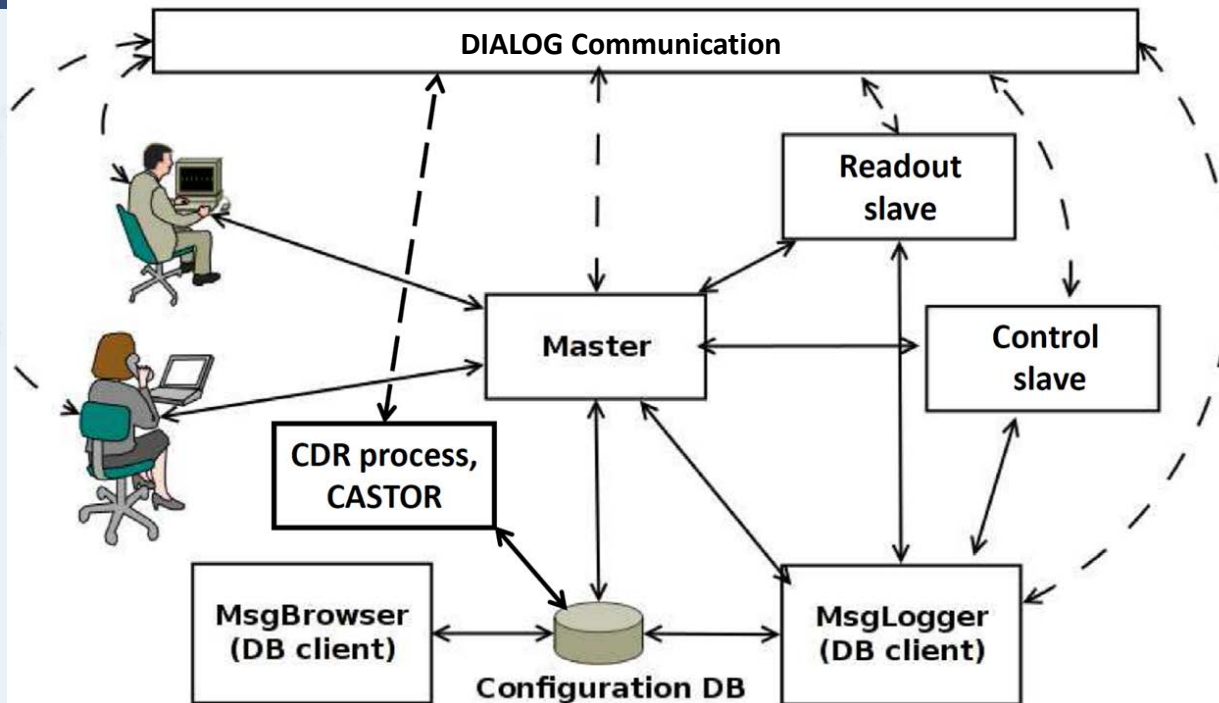 DIALOG Communication
Readout
slave
Master
Control
slave
CDR process,
CASTOR
MsgBrowser
(DB client)
MsgLogger
(DB client)
Configuration DB